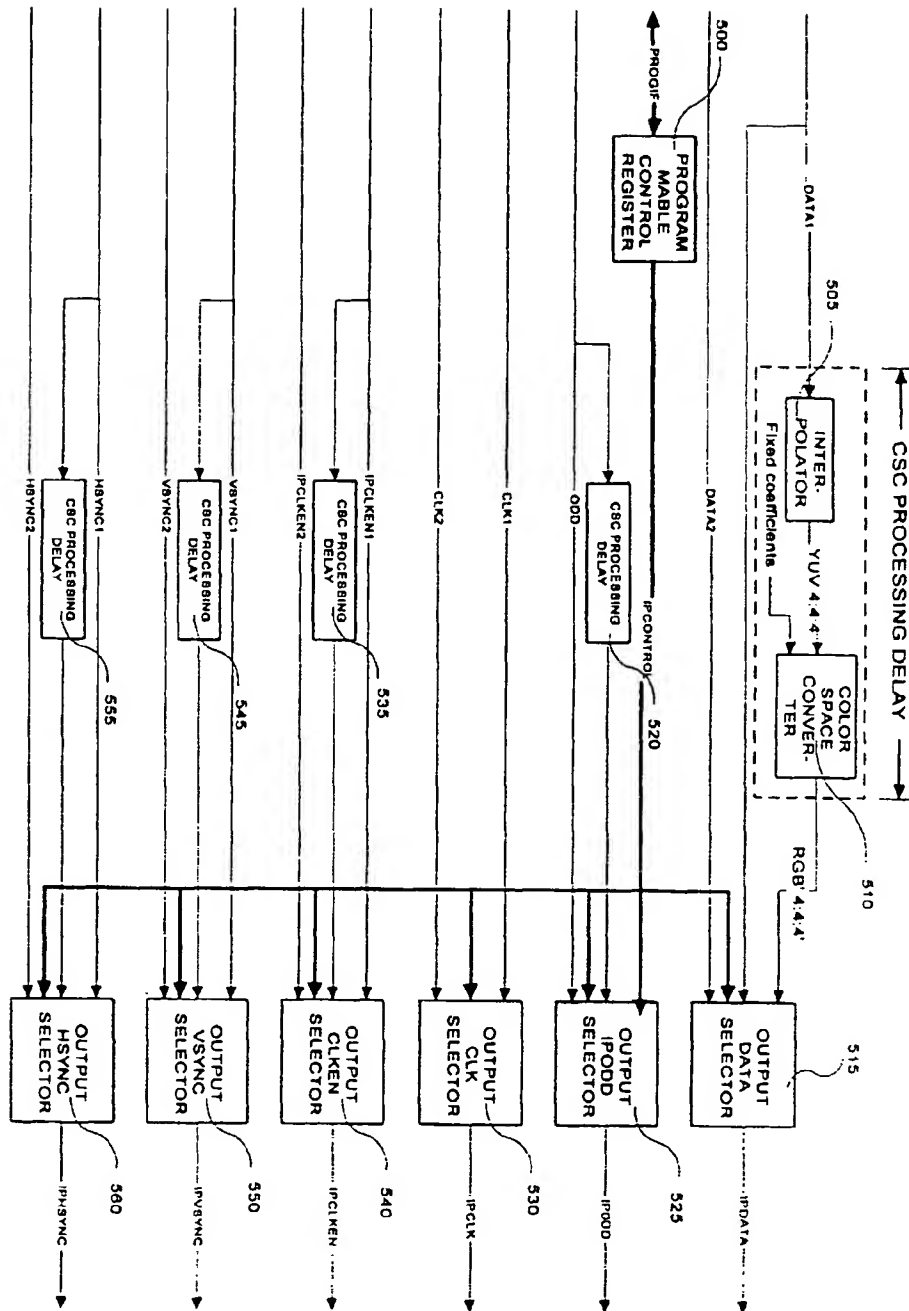 CSC PROCESSING DELAY
510
505
DATA1
INTER-
POLATOR
Fixed coefficients
YUV 4:4:4'
COLOR
SPACE
CONVER-
TER
RGB' 4:4:4'
OUTPUT
DATA
SELECTOR
515
IPDATA
DATA2
500
PROGIF
PROGRAM
MABLE
CONTROL
REGISTER
IPCONTROL
520
CSC PROCESSING
DELAY
ODD
OUTPUT
IPODD
SELECTOR
525
IPODD
CLK1
CLK2
OUTPUT
CLK
SELECTOR
530
IPCLK
IPCLKEN1
CSC PROCESSING
DELAY
535
IPCLKEN2
OUTPUT
CLKEN
SELECTOR
540
IPCLKEN
VSYNC1
CSC PROCESSING
DELAY
545
VSYNC2
OUTPUT
VSYNC
SELECTOR
550
IPVSYNC
HSYNC1
CSC PROCESSING
DELAY
555
HSYNC2
OUTPUT
HSYNC
SELECTOR
560
IPHSYNC